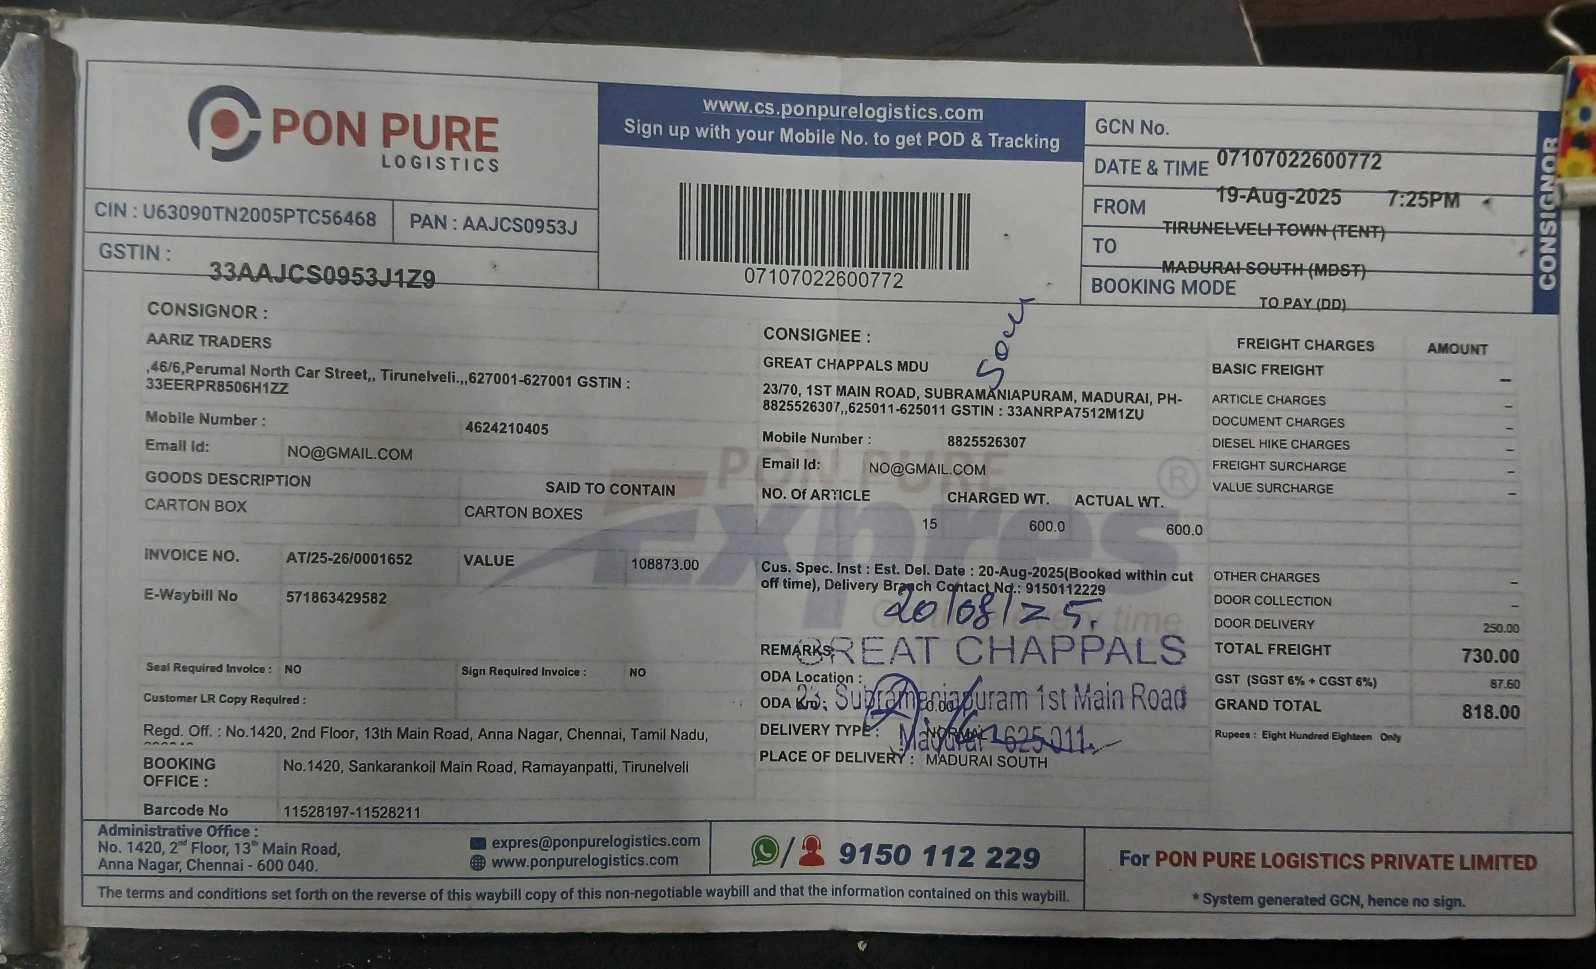 PON PURE
LOGISTICS
www.cs.ponpurelogistics.com
Sign up with your Mobile No. to get POD & Tracking
07107022600772
GCN No.
07107022600772
DATE & TIME
19-Aug-2025 7:25PM
FROM
TIRUNELVELI TOWN (TENT)
TO
MADURAI SOUTH (MDST)
BOOKING MODE
TO PAY (DD)
CONSIGNOR
CIN : U63090TN2005PTC56468
PAN : AAJCS0953J
GSTIN :
33AAJCS0953J1Z9
CONSIGNOR :
AARIZ TRADERS
,46/6,Perumal North Car Street,, Tirunelveli.,,627001-627001 GSTIN :
33EERPR8506H1ZZ
Mobile Number :
4624210405
Email Id:
NO@GMAIL.COM
GOODS DESCRIPTION
SAID TO CONTAIN
CARTON BOX
CARTON BOXES
INVOICE NO.
AT/25-26/0001652
VALUE
108873.00
E-Waybill No
571863429582
Seal Required Invoice : NO
Sign Required Invoice : NO
Customer LR Copy Required :
Regd. Off. : No.1420, 2nd Floor, 13th Main Road, Anna Nagar, Chennai, Tamil Nadu,
BOOKING
OFFICE :
No.1420, Sankarankoil Main Road, Ramayanpatti, Tirunelveli
Barcode No
11528197-11528211
CONSIGNEE :
GREAT CHAPPALS MDU
23/70, 1ST MAIN ROAD, SUBRAMANIAPURAM, MADURAI, PH-
8825526307,,625011-625011 GSTIN : 33ANRPA7512M1ZU
Mobile Number :
8825526307
Email Id:
NO@GMAIL.COM
PON PURE
Expres
®
time
NO. Of ARTICLE
CHARGED WT.
ACTUAL WT.
15
600.0
600.0
Cus. Spec. Inst : Est. Del. Date : 20-Aug-2025(Booked within cut
off time), Delivery Branch Contact No.: 9150112229
20/08/25.
REMARKS:
GREAT CHAPPALS
ODA Location :
23, Subramaniapuram 1st Main Road
ODA Km :
0.00
DELIVERY TYPE :
NORMAL
Madurai-625 011.
PLACE OF DELIVERY : MADURAI SOUTH
FREIGHT CHARGES
AMOUNT
BASIC FREIGHT
–
ARTICLE CHARGES
–
DOCUMENT CHARGES
–
DIESEL HIKE CHARGES
–
FREIGHT SURCHARGE
–
VALUE SURCHARGE
–
OTHER CHARGES
–
DOOR COLLECTION
–
DOOR DELIVERY
250.00
TOTAL FREIGHT
730.00
GST (SGST 6% + CGST 6%)
87.60
GRAND TOTAL
818.00
Rupees : Eight Hundred Eighteen Only
Administrative Office :
No. 1420, 2nd Floor, 13th Main Road,
Anna Nagar, Chennai - 600 040.
expres@ponpurelogistics.com
www.ponpurelogistics.com
9150 112 229
For PON PURE LOGISTICS PRIVATE LIMITED
* System generated GCN, hence no sign.
The terms and conditions set forth on the reverse of this waybill copy of this non-negotiable waybill and that the information contained on this waybill.